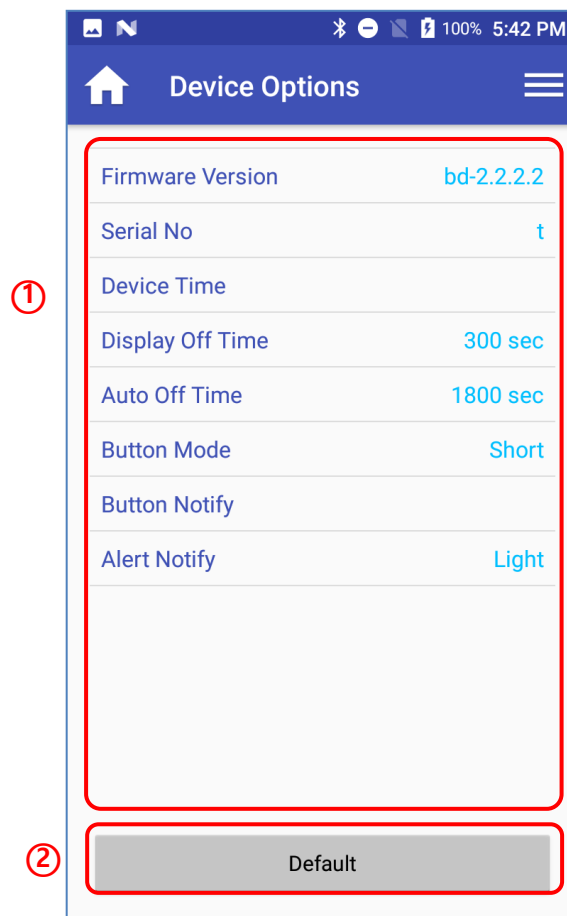 100% 5:42 PM
Device Options
Firmware Version bd-2.2.2.2
Serial No t
Device Time
Display Off Time 300 sec
① 
Auto Off Time 1800 sec
Button Mode Short
Button Notify
Alert Notify Light
② Default